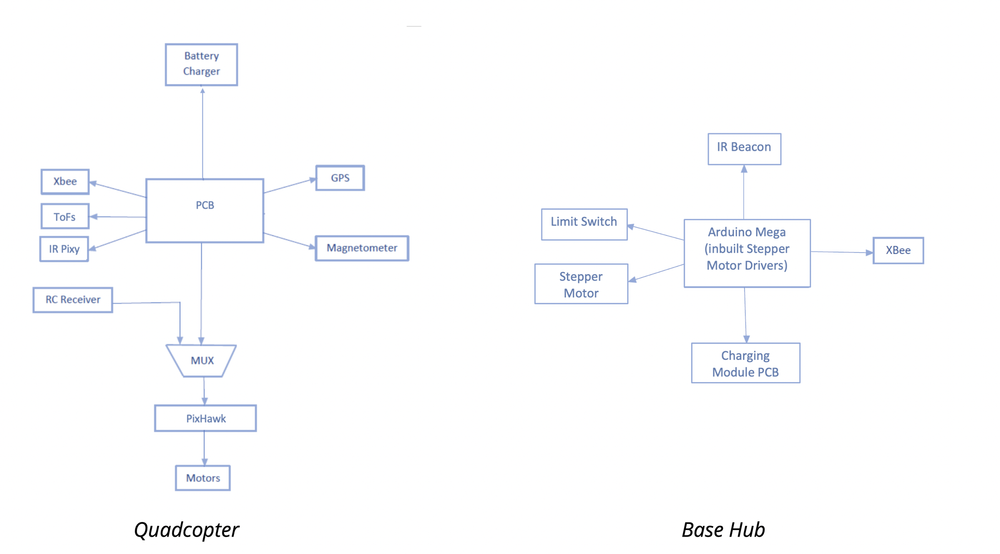 Battery
Charger
Xbee
ToFs
IR Pixy
PCB
GPS
Magnetometer
RC Receiver
MUX
PixHawk
Motors
Quadcopter
IR Beacon
Limit Switch
Stepper
Motor
Arduino Mega
(inbuilt Stepper
Motor Drivers)
XBee
Charging
Module PCB
Base Hub